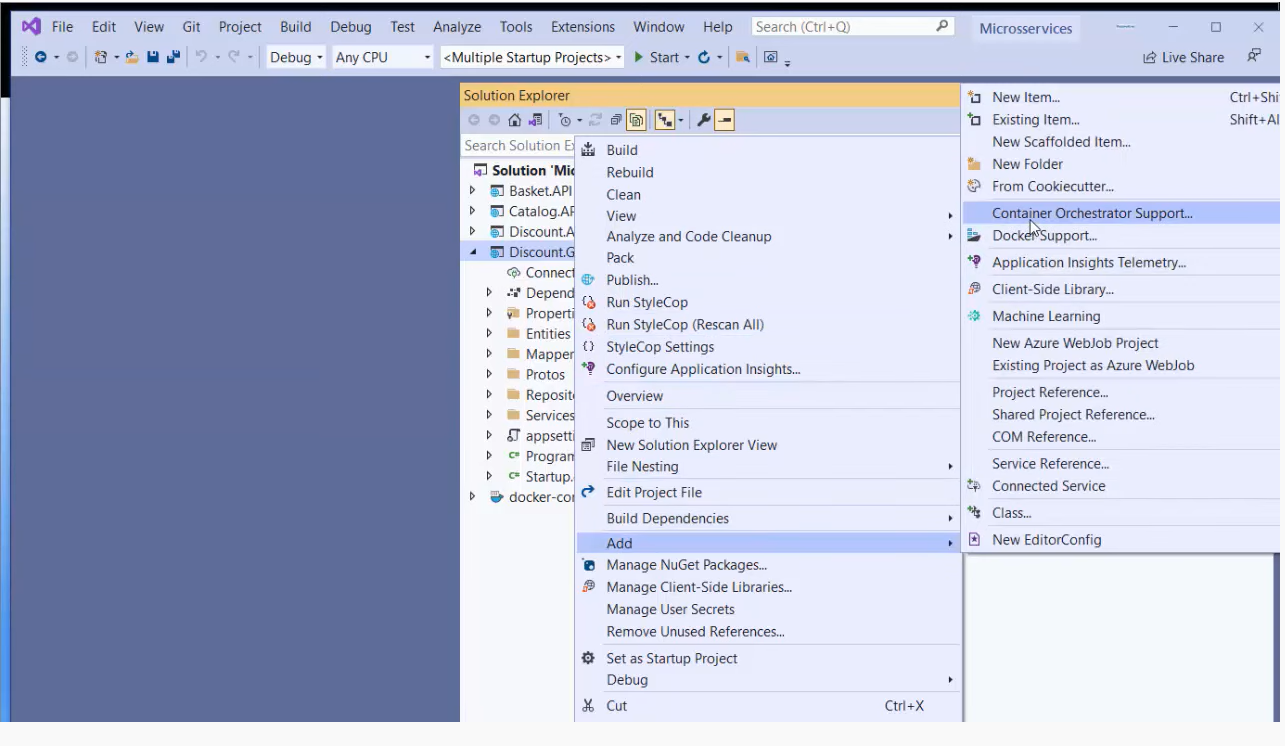 File Edit View Git Project Build Debug Test Analyze Tools Extensions Window Help Search (Ctrl+Q) Microservices
Debug Any CPU <Multiple Startup Projects> Start Live Share
Solution Explorer
Search Solution E
Solution 'Mic
Basket.API
Catalog.AP
Discount.A
Discount.G
Connect
Depend
Properti
Entities
Mapper
Protos
Reposit
Services
appsetti
Program
Startup.
docker-con
Build
Rebuild
Clean
View
Analyze and Code Cleanup
Pack
Publish...
Run StyleCop
Run StyleCop (Rescan All)
StyleCop Settings
Configure Application Insights...
Overview
Scope to This
New Solution Explorer View
File Nesting
Edit Project File
Build Dependencies
Add
Manage NuGet Packages...
Manage Client-Side Libraries...
Manage User Secrets
Remove Unused References...
Set as Startup Project
Debug
Cut Ctrl+X
New Item... Ctrl+Shi
Existing Item... Shift+Al
New Scaffolded Item...
New Folder
From Cookiecutter...
Container Orchestrator Support...
Docker Support...
Application Insights Telemetry...
Client-Side Library...
Machine Learning
New Azure WebJob Project
Existing Project as Azure WebJob
Project Reference...
Shared Project Reference...
COM Reference...
Service Reference...
Connected Service
Class...
New EditorConfig